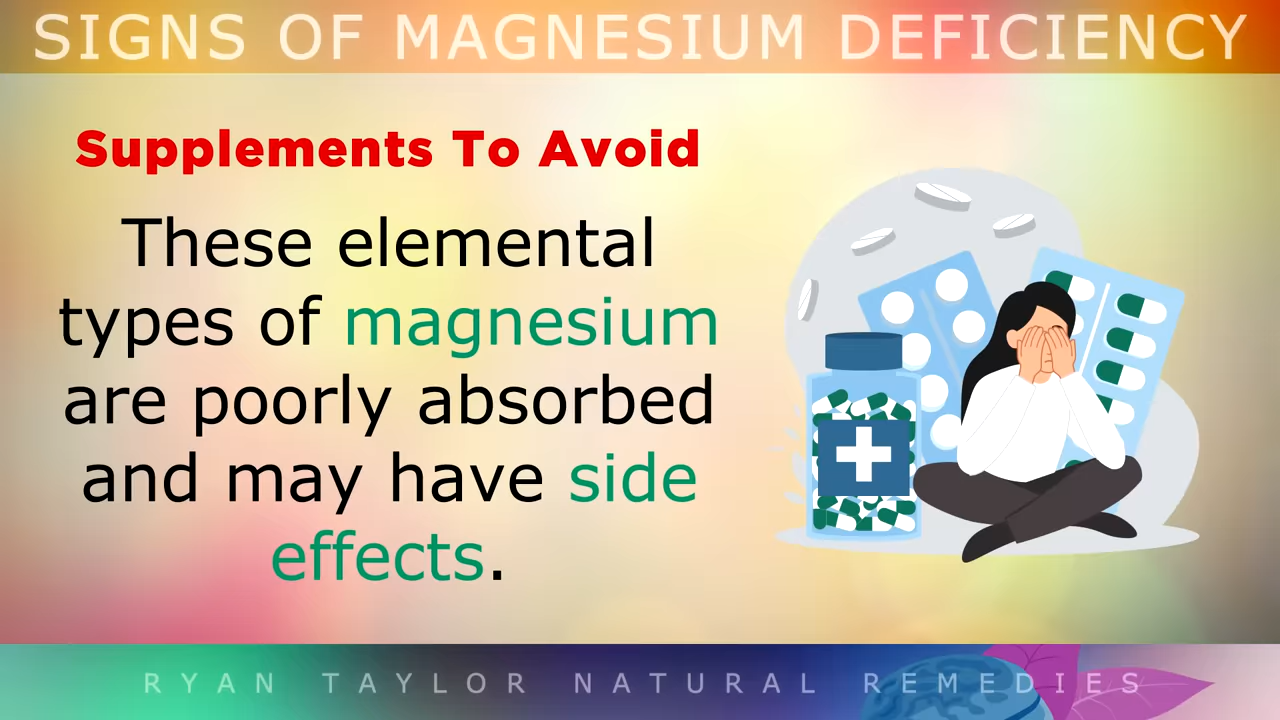 SIGNS OF MAGNESIUM DEFICIENCY
Supplements To Avoid
These elemental
types of magnesium
are poorly absorbed
and may have side
effects.
RYAN TAYLOR NATURAL REMEDIES